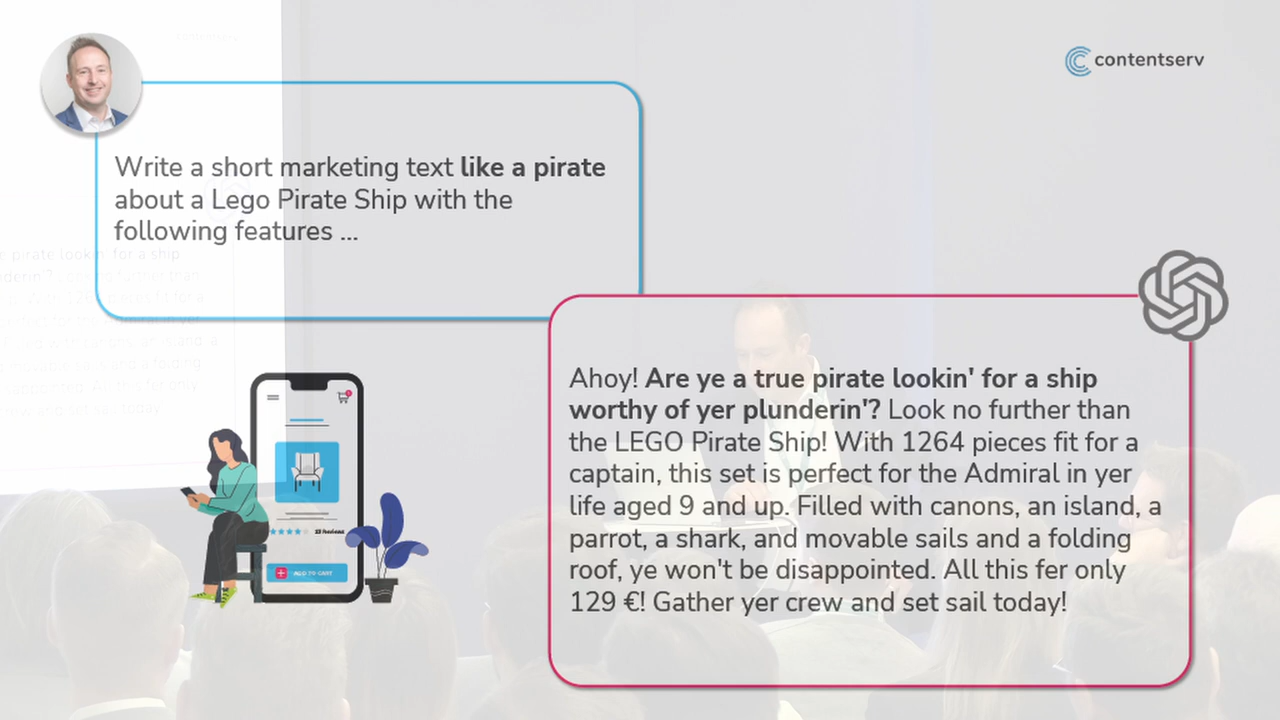 contentserv
Write a short marketing text like a pirate
about a Lego Pirate Ship with the
following features ...
Ahoy! Are ye a true pirate lookin' for a ship
worthy of yer plunderin'? Look no further than
the LEGO Pirate Ship! With 1264 pieces fit for a
captain, this set is perfect for the Admiral in yer
life aged 9 and up. Filled with canons, an island, a
parrot, a shark, and movable sails and a folding
roof, ye won't be disappointed. All this fer only
129 €! Gather yer crew and set sail today!
ADD TO CART